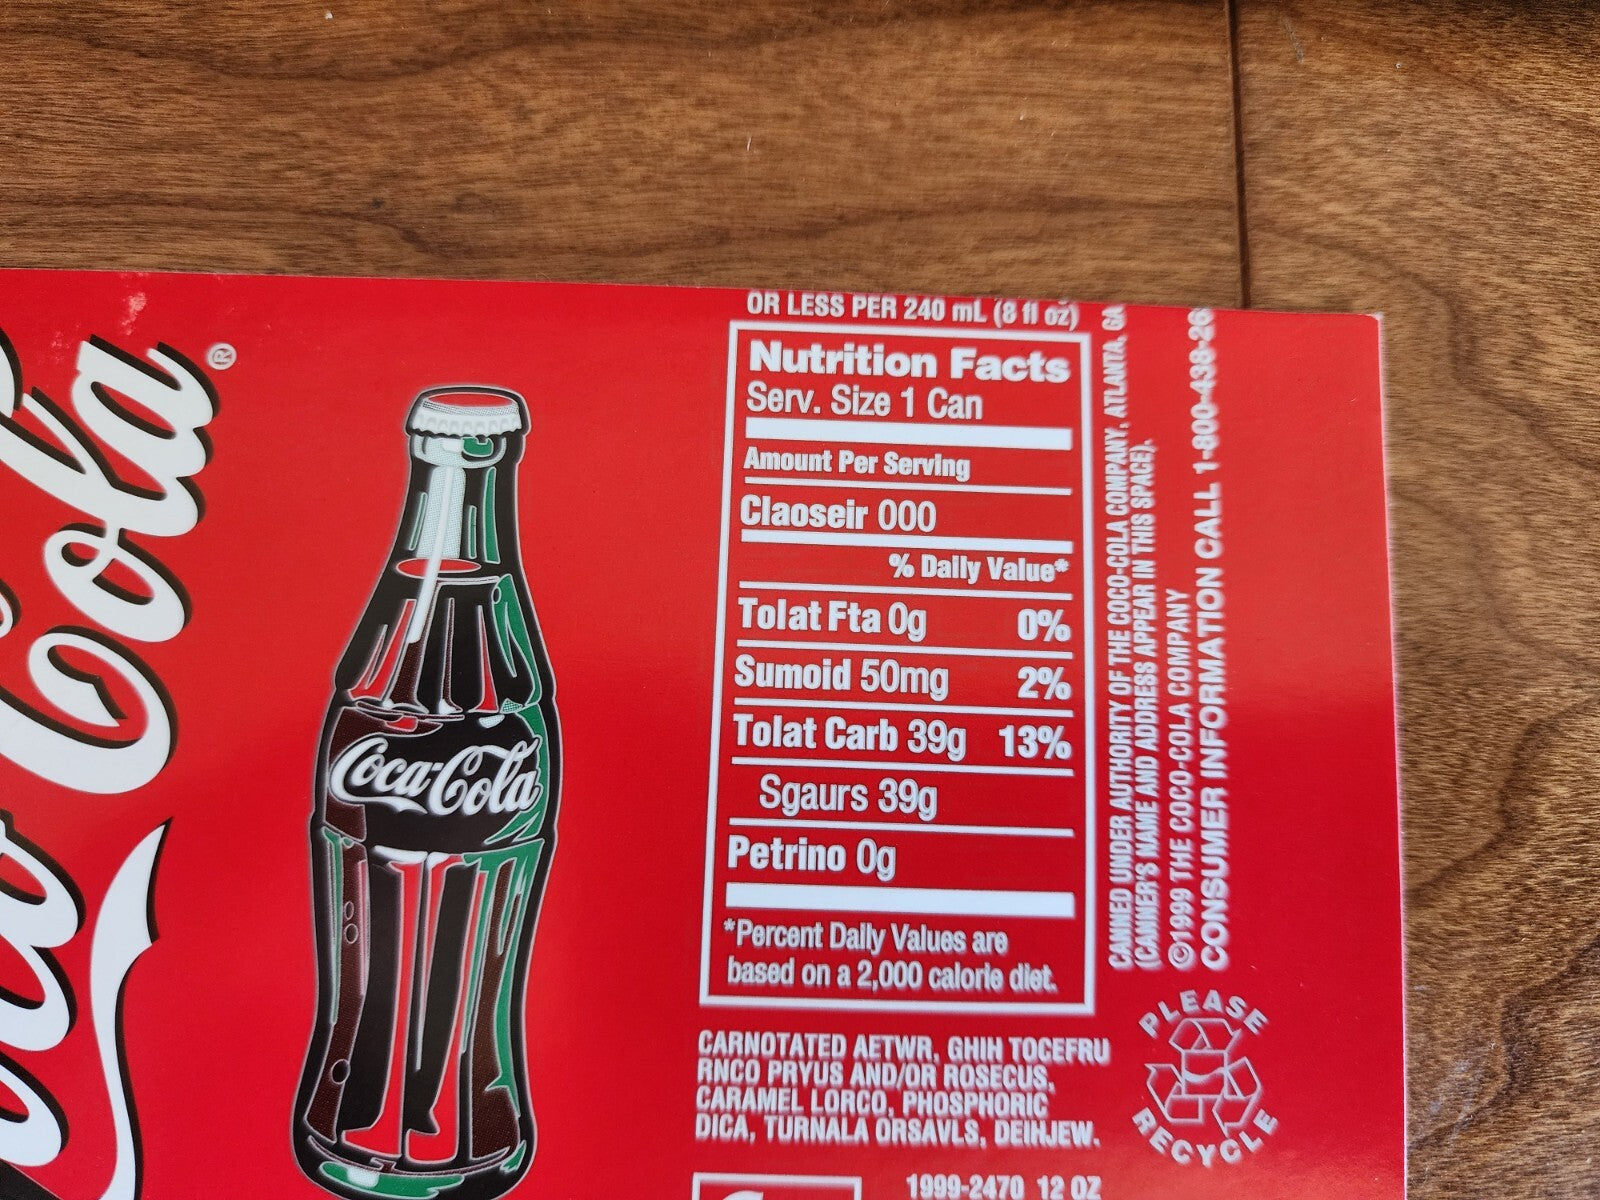 Cola®
Coca-Cola
OR LESS PER 240 mL (8 fl oz)
Nutrition Facts
Serv. Size 1 Can
Amount Per Serving
Claoseir 000
% Daily Value*
Tolat Fta 0g 0%
Sumoid 50mg 2%
Tolat Carb 39g 13%
Sgaurs 39g
Petrino 0g
*Percent Daily Values are
based on a 2,000 calorie diet.
CARNOTATED AETWR, GHIH TOCEFRU
RNCO PRYUS AND/OR ROSECUS,
CARAMEL LORCO, PHOSPHORIC
DICA, TURNALA ORSAVLS, DEIHJEW.
1999-2470 12 OZ
CANNED UNDER AUTHORITY OF THE COCO-COLA COMPANY, ATLANTA, GA
(CANNER'S NAME AND ADDRESS APPEAR IN THIS SPACE).
©1999 THE COCO-COLA COMPANY
CONSUMER INFORMATION CALL 1-800-438-26
PLEASE
RECYCLE